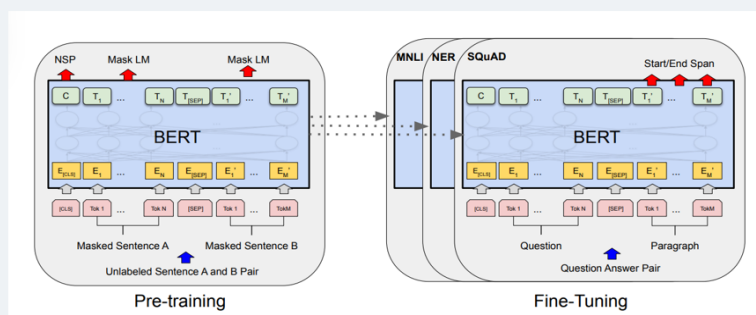 NSP Mask LM Mask LM
C T1 ... TN T[SEP] T1' ... TM'
BERT
E[CLS] E1 ... EN E[SEP] E1' ... EM'
[CLS] Tok 1 ... Tok N [SEP] Tok 1 ... TokM
Masked Sentence A Masked Sentence B
Unlabeled Sentence A and B Pair
Pre-training
MNLI NER SQuAD
Start/End Span
C T1 ... TN T[SEP] T1' ... TM'
BERT
E[CLS] E1 ... EN E[SEP] E1' ... EM'
[CLS] Tok 1 ... Tok N [SEP] Tok 1 ... TokM
Question Paragraph
Question Answer Pair
Fine-Tuning